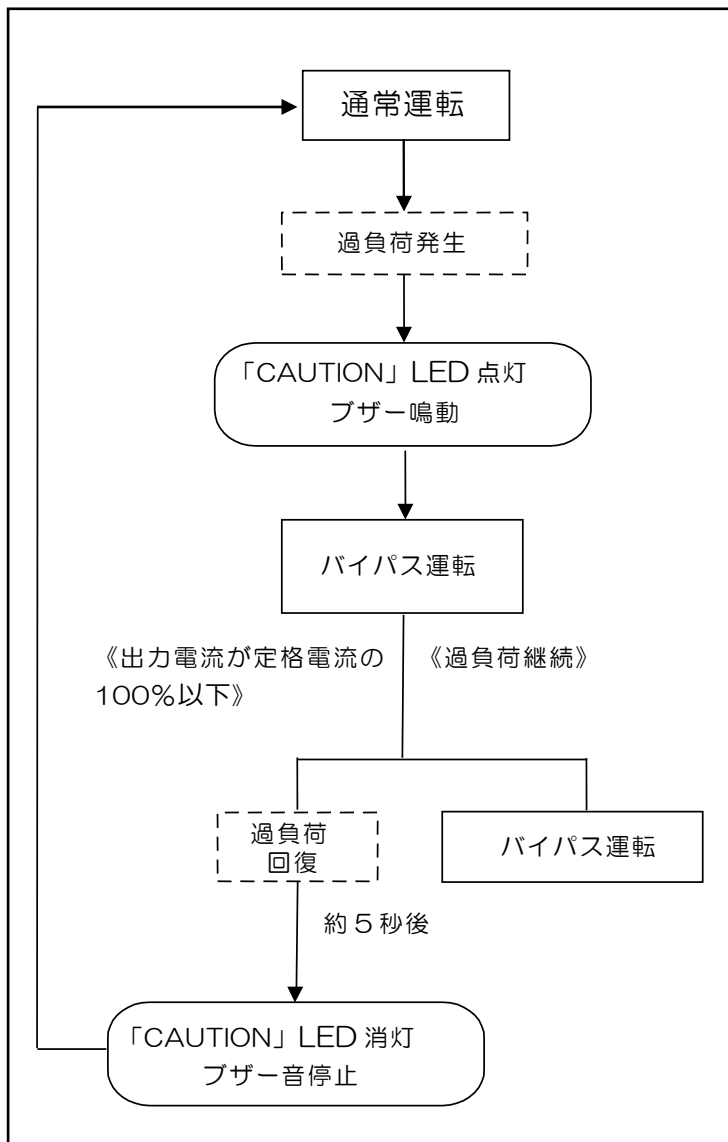 通常運転
過負荷発生
「CAUTION」LED 点灯
ブザー鳴動
バイパス運転
《出力電流が定格電流の
100%以下》
《過負荷継続》
過負荷
回復
バイパス運転
約5秒後
「CAUTION」LED 消灯
ブザー音停止